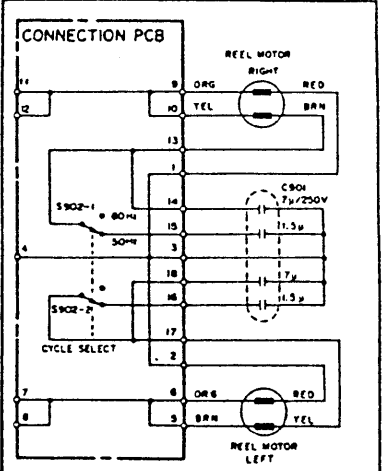 CONNECTION PCB
REEL MOTOR
RIGHT
11
9
ORG
RED
12
10
YEL
BRN
13
1
C901
7μ/250V
14
S902-1
60Hz
15
1.5μ
50Hz
4
3
18
7μ
16
1.5μ
S902-2
17
CYCLE SELECT
2
7
6
ORG
RED
8
5
BRN
YEL
REEL MOTOR
LEFT